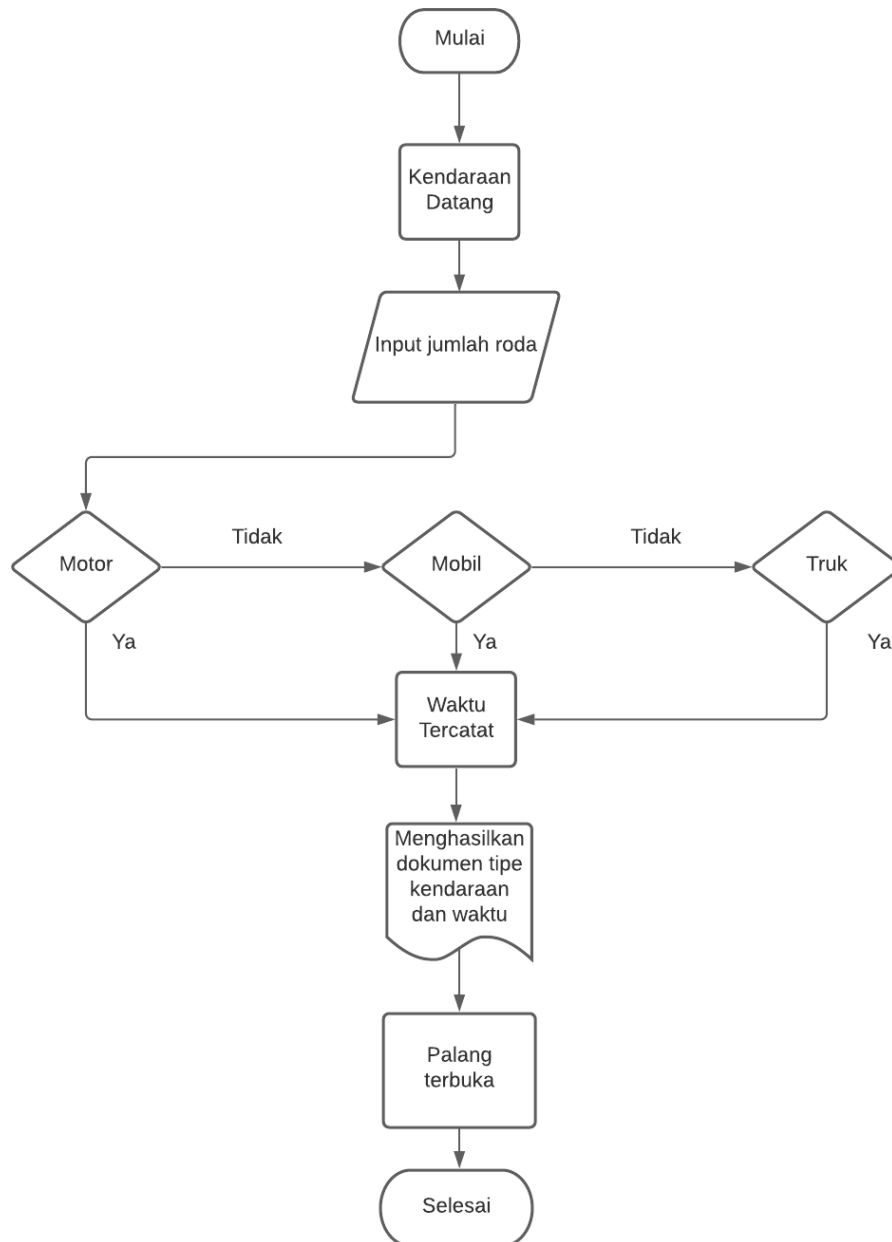 Mulai
Kendaraan
Datang
Input jumlah roda
Motor
Tidak
Mobil
Tidak
Truk
Ya
Ya
Ya
Waktu
Tercatat
Menghasilkan
dokumen tipe
kendaraan
dan waktu
Palang
terbuka
Selesai